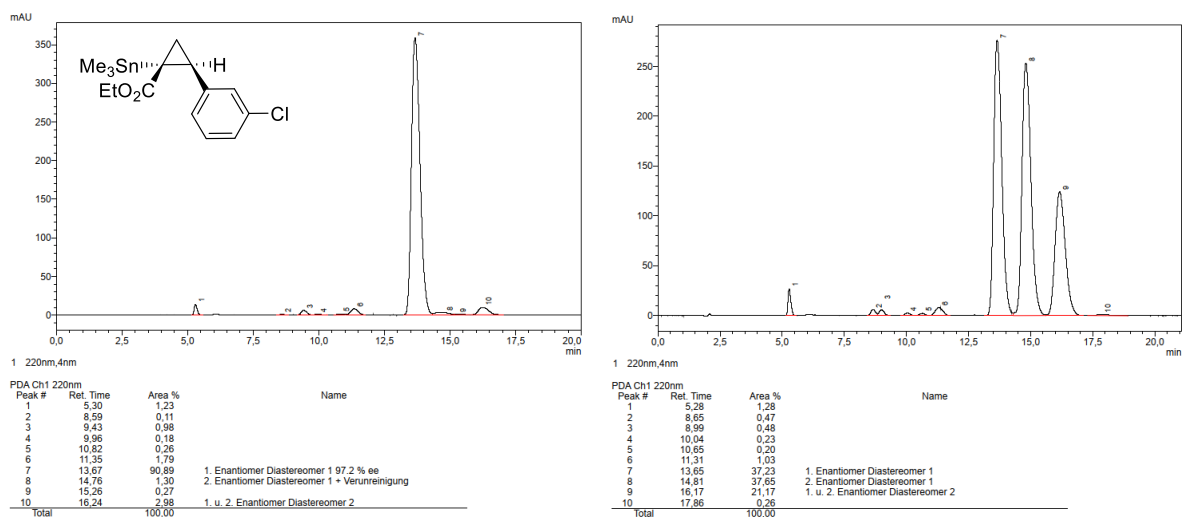 mAU
350
300
250
200
150
100
50
0
Me3Sn
H
EtO2C
Cl
1
2
3
4
5
6
7
8
9
10
0,0 2,5 5,0 7,5 10,0 12,5 15,0 17,5 20,0
min
1 220nm,4nm
PDA Ch1 220nm
Peak # Ret. Time Area % Name
1 5,30 1,23
2 8,59 0,11
3 9,43 0,98
4 9,96 0,18
5 10,82 0,26
6 11,35 1,79
7 13,67 90,89 1. Enantiomer Diastereomer 1 97.2 % ee
8 14,76 1,30 2. Enantiomer Diastereomer 1 + Verunreinigung
9 15,26 0,27
10 16,24 2,98 1. u. 2. Enantiomer Diastereomer 2
Total 100.00
mAU
250
200
150
100
50
0
1
2
3
4
5
6
7
8
9
10
0,0 2,5 5,0 7,5 10,0 12,5 15,0 17,5 20,0
min
1 220nm,4nm
PDA Ch1 220nm
Peak # Ret. Time Area % Name
1 5,28 1,28
2 8,65 0,47
3 8,99 0,48
4 10,04 0,23
5 10,65 0,20
6 11,31 1,03
7 13,65 37,23 1. Enantiomer Diastereomer 1
8 14,81 37,65 2. Enantiomer Diastereomer 1
9 16,17 21,17 1. u. 2. Enantiomer Diastereomer 2
10 17,86 0,26
Total 100.00